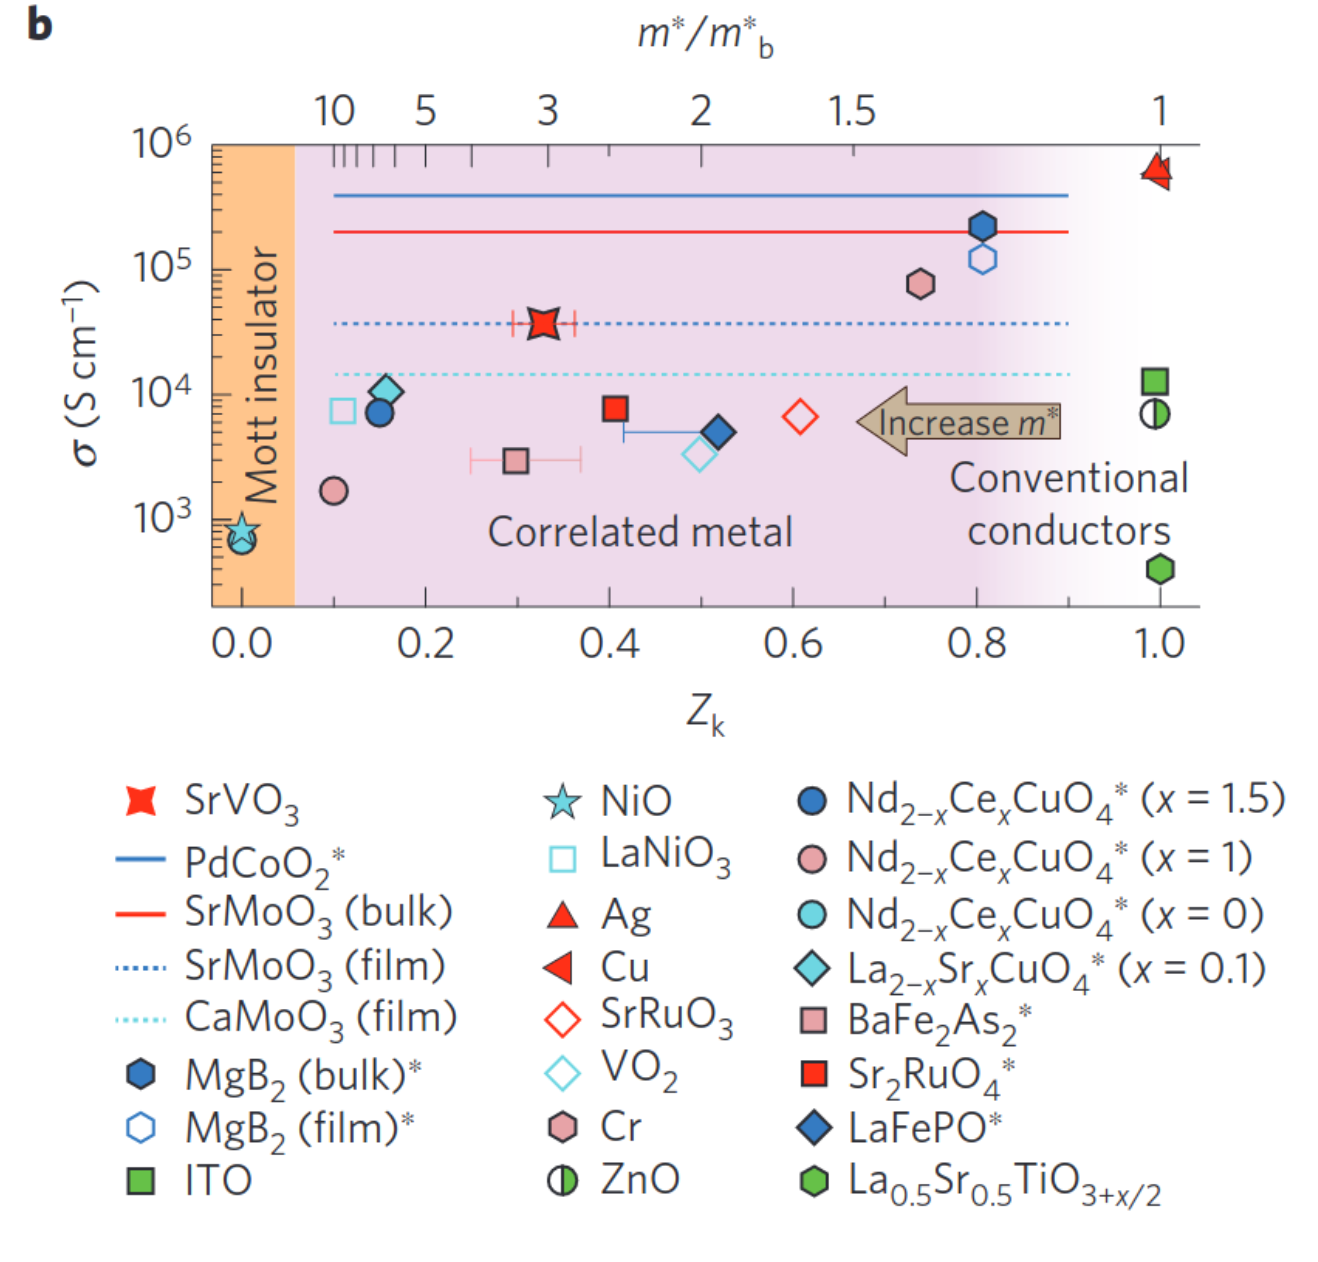 b
m*/m*b
10 5 3 2 1.5 1
10⁶
10⁵
10⁴
10³
σ (S cm⁻¹)
Mott insulator
Increase m*
Correlated metal
Conventional
conductors
0.0 0.2 0.4 0.6 0.8 1.0
Zk
SrVO₃
PdCoO₂*
SrMoO₃ (bulk)
SrMoO₃ (film)
CaMoO₃ (film)
MgB₂ (bulk)*
MgB₂ (film)*
ITO
NiO
LaNiO₃
Ag
Cu
SrRuO₃
VO₂
Cr
ZnO
Nd₂₋ₓCeₓCuO₄* (x = 1.5)
Nd₂₋ₓCeₓCuO₄* (x = 1)
Nd₂₋ₓCeₓCuO₄* (x = 0)
La₂₋ₓSrₓCuO₄* (x = 0.1)
BaFe₂As₂*
Sr₂RuO₄*
LaFePO*
La₀.₅Sr₀.₅TiO₃₊ₓ/₂